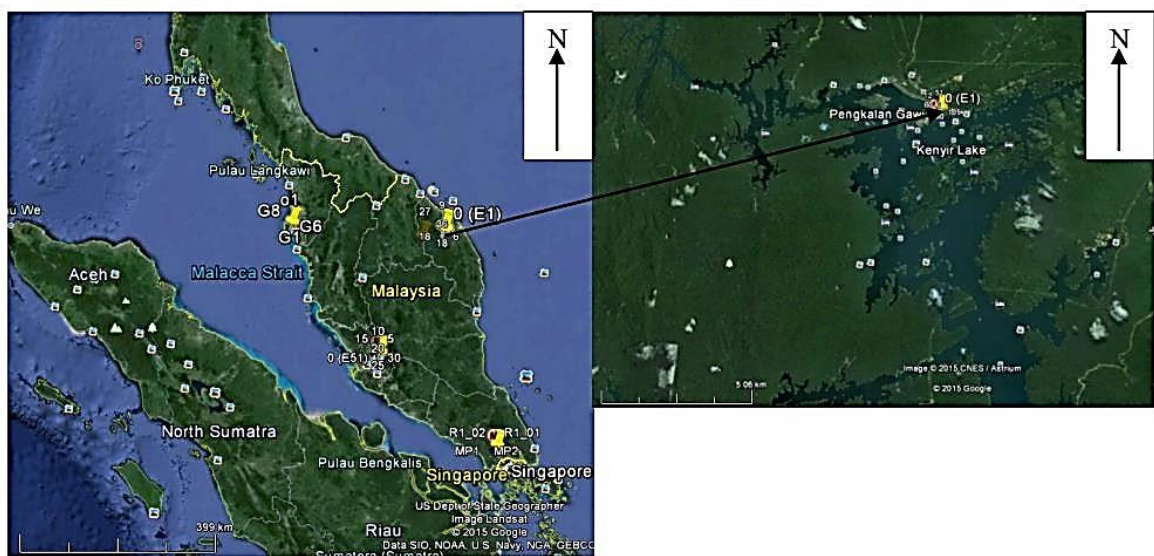 N
Ko Phuket
Pulau Langkawi
o1
G8
G6
G1
9
27
0 (E1)
18
18
6
Aceh
Malacca Strait
Malaysia
10
15
5
20
0 (E51)
30
25
North Sumatra
R1_02
R1_01
MP1
MP2
Pulau Bengkalis
Singapore
Singapore
US Dept of State Geographer
Image Landsat
© 2015 Google
399 km
Riau
Data SIO, NOAA, U.S. Navy, NGA, GEBCO
N
0 (E1)
Pengkalan Gawi
Kenyir Lake
Image © 2015 CNES / Astrium
5.06 km
© 2015 Google